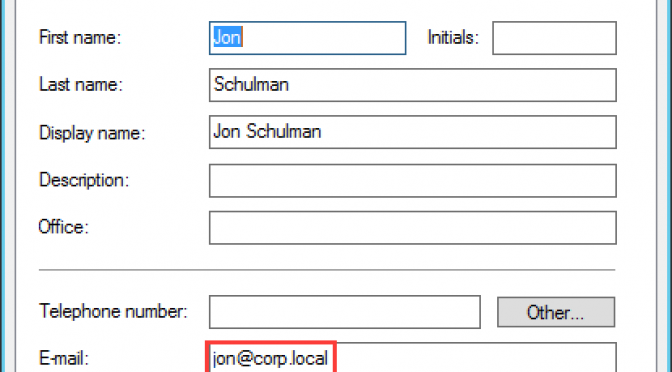 First name: Jon Initials:
Last name: Schulman
Display name: Jon Schulman
Description:
Office:
Telephone number: Other...
E-mail: jon@corp.local